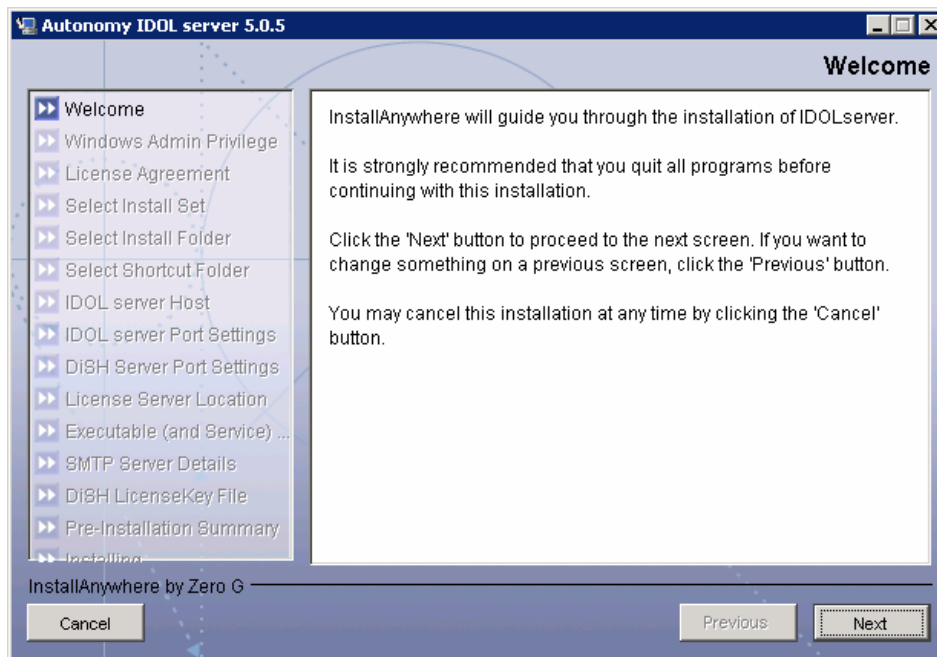 Autonomy IDOL server 5.0.5
Welcome
Welcome
Windows Admin Privilege
License Agreement
Select Install Set
Select Install Folder
Select Shortcut Folder
IDOL server Host
IDOL server Port Settings
DiSH Server Port Settings
License Server Location
Executable (and Service) ...
SMTP Server Details
DiSH LicenseKey File
Pre-Installation Summary
Installing
InstallAnywhere will guide you through the installation of IDOLserver.
It is strongly recommended that you quit all programs before
continuing with this installation.
Click the 'Next' button to proceed to the next screen. If you want to
change something on a previous screen, click the 'Previous' button.
You may cancel this installation at any time by clicking the 'Cancel'
button.
InstallAnywhere by Zero G
Cancel
Previous
Next